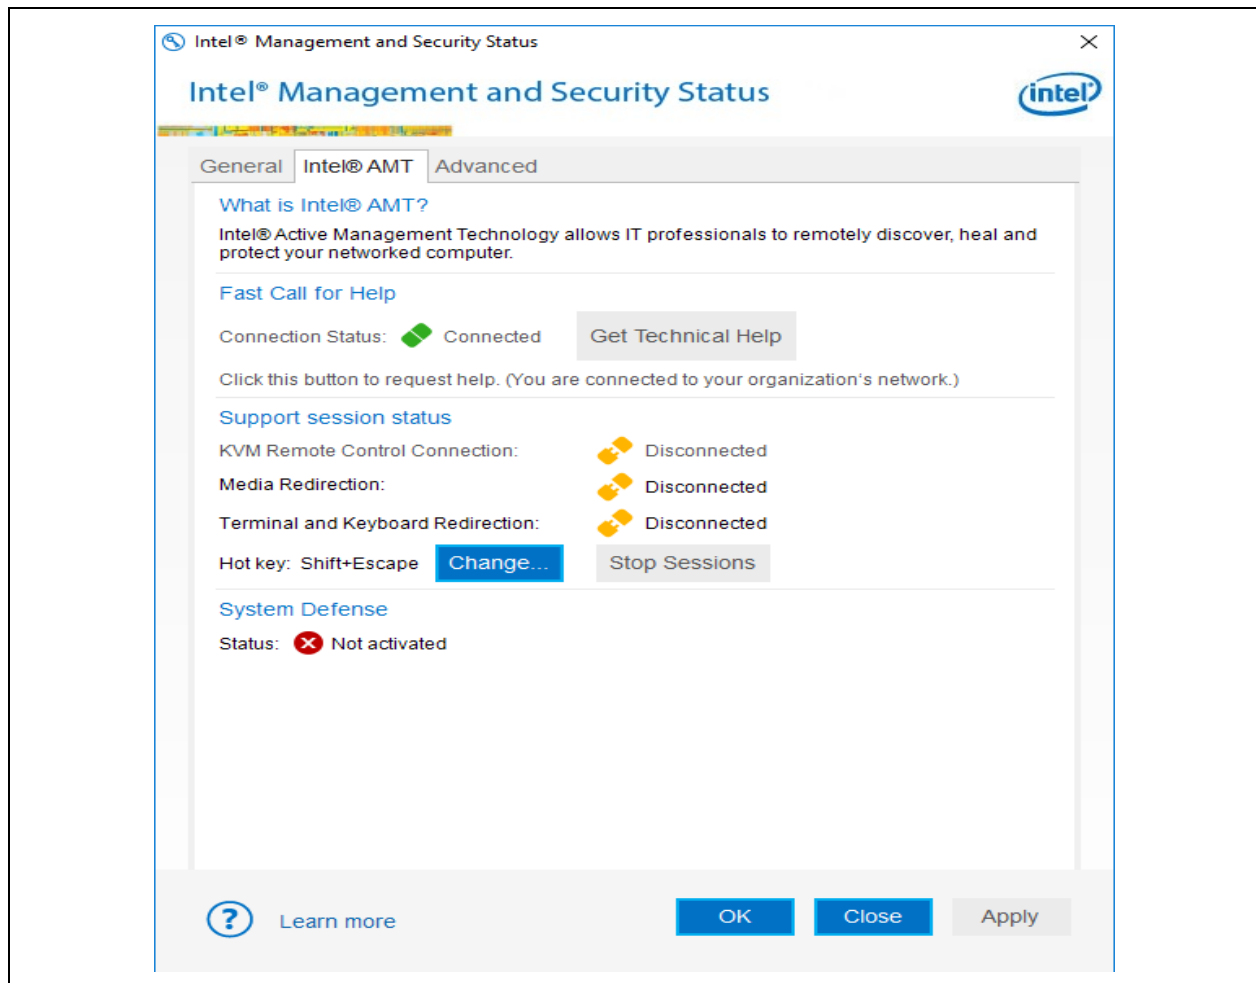 Intel® Management and Security Status
Intel® Management and Security Status
intel
General Intel® AMT Advanced
What is Intel® AMT?
Intel® Active Management Technology allows IT professionals to remotely discover, heal and
protect your networked computer.
Fast Call for Help
Connection Status: Connected Get Technical Help
Click this button to request help. (You are connected to your organization's network.)
Support session status
KVM Remote Control Connection: Disconnected
Media Redirection: Disconnected
Terminal and Keyboard Redirection: Disconnected
Hot key: Shift+Escape Change... Stop Sessions
System Defense
Status: Not activated
? Learn more OK Close Apply